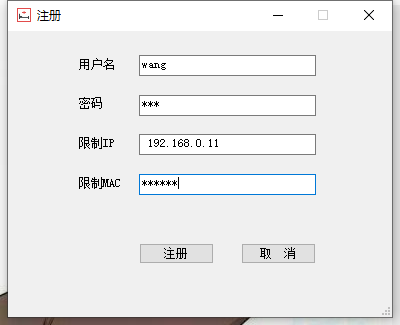 注册
用户名 wang
密码 ***
限制IP 192.168.0.11
限制MAC ******
注册 取 消